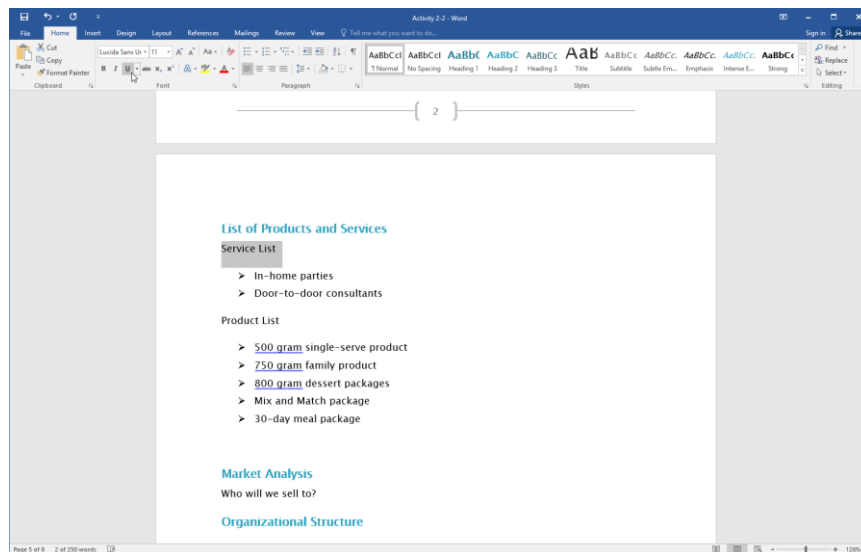 Activity 2-2 - Word
File Home Insert Design Layout References Mailings Review View Tell me what you want to do... Sign in Share
Paste
Cut
Copy
Format Painter
Lucida Sans Ur 11
B I U abc
AaBbCcI AaBbCcI AaBbC AaBbC AaBbCc AaB AaBbCc AaBbCc. AaBbCc. AaBbCc. AaBbCc
¶ Normal No Spacing Heading 1 Heading 2 Heading 3 Title Subtitle Subtle Em... Emphasis Intense E... Strong
Find
Replace
Select
Clipboard Font Paragraph Styles Editing
2
List of Products and Services
Service List
➢ In-home parties
➢ Door-to-door consultants
Product List
➢ 500 gram single-serve product
➢ 750 gram family product
➢ 800 gram dessert packages
➢ Mix and Match package
➢ 30-day meal package
Market Analysis
Who will we sell to?
Organizational Structure
Page 5 of 8 2 of 250 words 126%